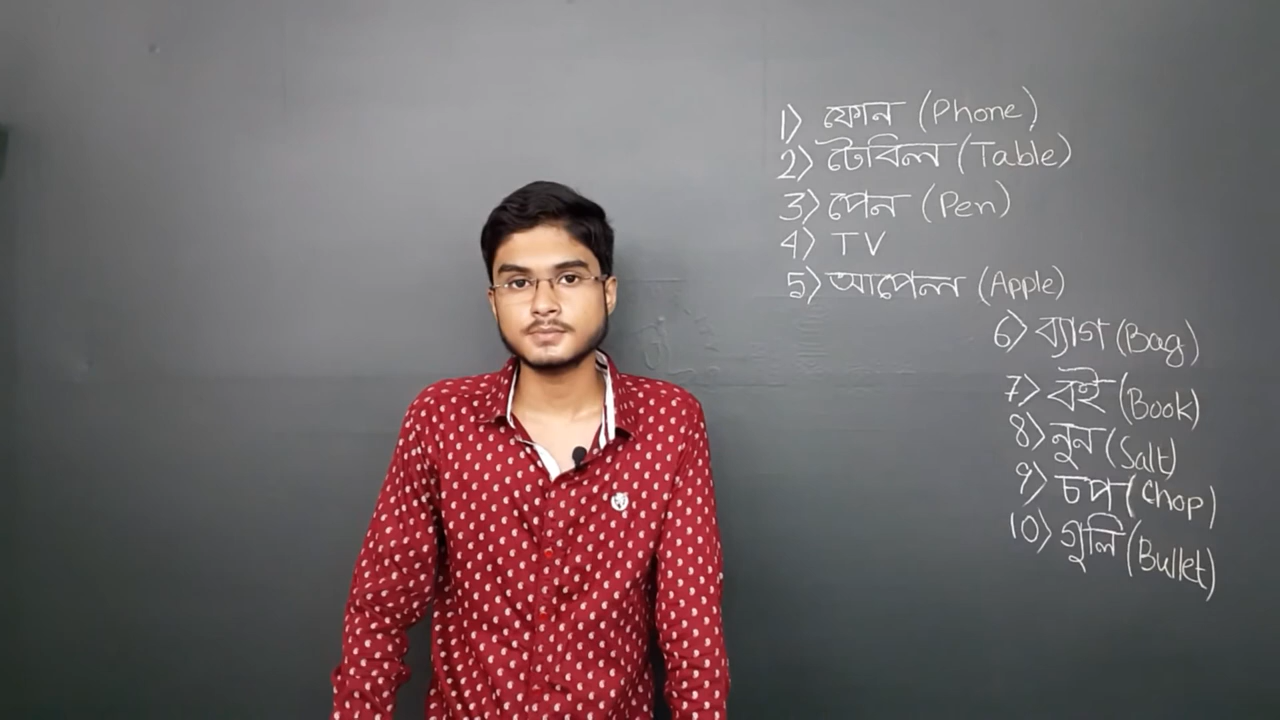 1) ফোন (Phone)
2) টেবিল (Table)
3) পেন (Pen)
4) TV
5) আপেল (Apple)
6) ব্যাগ (Bag)
7) বই (Book)
8) নুন (Salt)
9) চপ (Chop)
10) গুলি (Bullet)